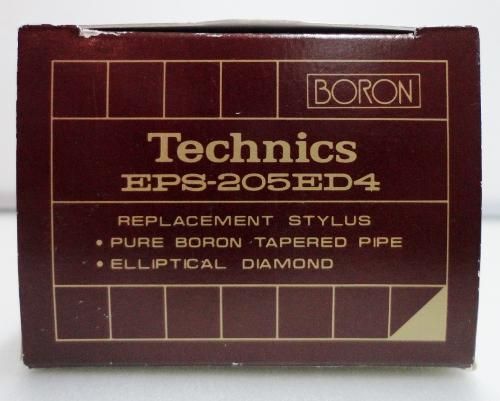 BORON
Technics
EPS-205ED4
REPLACEMENT STYLUS
• PURE BORON TAPERED PIPE
• ELLIPTICAL DIAMOND